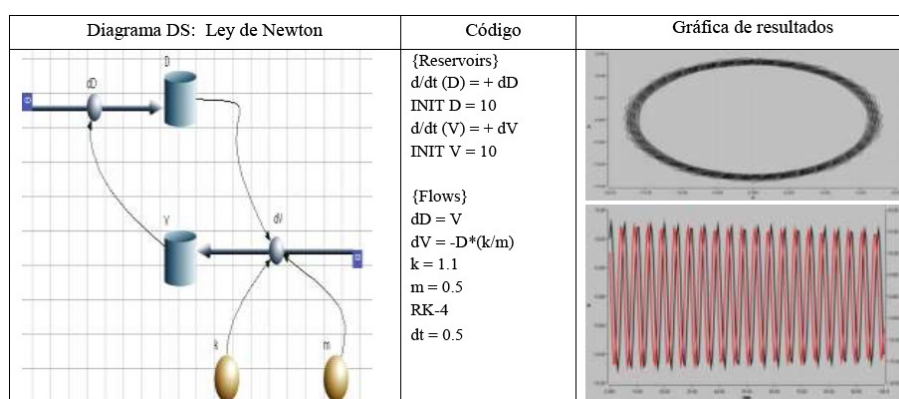 Diagrama DS: Ley de Newton
Código
Gráfica de resultados
D
dD
V
dV
k
m
{Reservoirs}
d/dt (D) = + dD
INIT D = 10
d/dt (V) = + dV
INIT V = 10
{Flows}
dD = V
dV = -D*(k/m)
k = 1.1
m = 0.5
RK-4
dt = 0.5